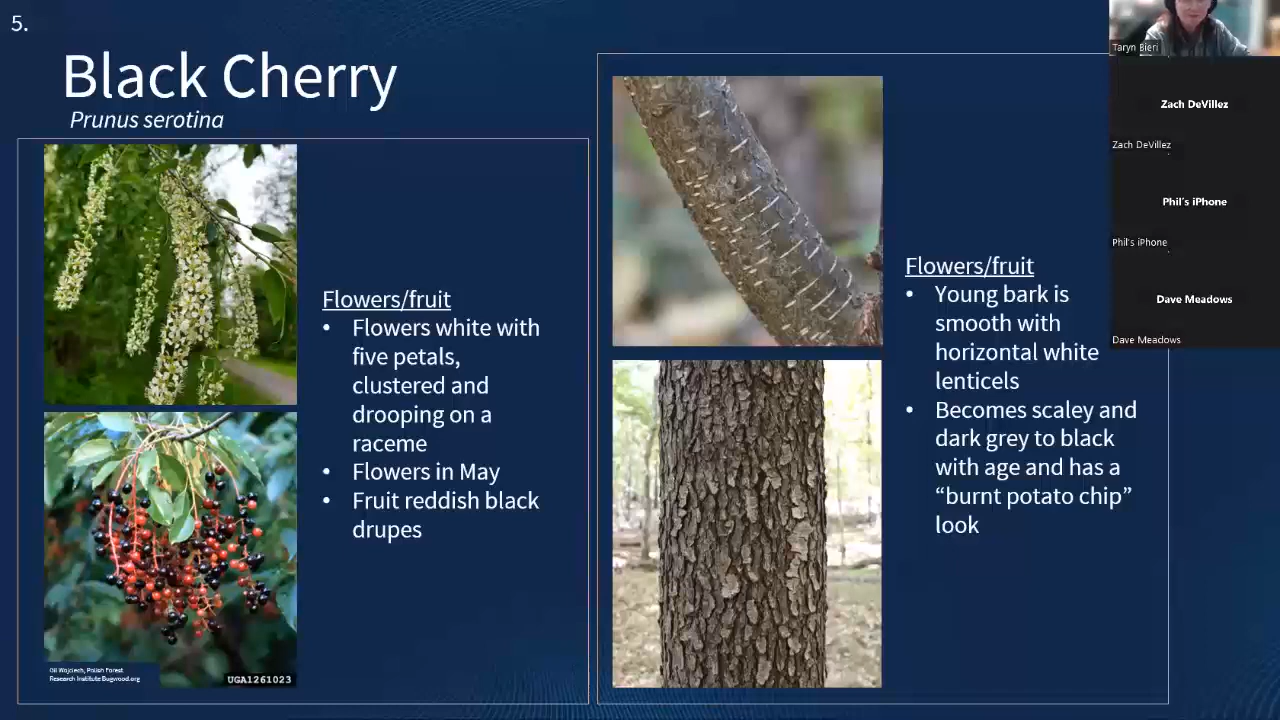 5.
Black Cherry
Prunus serotina
Flowers/fruit
• Flowers white with
five petals,
clustered and
drooping on a
raceme
• Flowers in May
• Fruit reddish black
drupes
Gil Wojciech, Polish Forest
Research Institute Bugwood.org
UGA1261023
Flowers/fruit
• Young bark is
smooth with
horizontal white
lenticels
• Becomes scaley and
dark grey to black
with age and has a
“burnt potato chip”
look
Taryn Bieri
Zach DeVillez
Zach DeVillez
Phil's iPhone
Phil's iPhone
Dave Meadows
Dave Meadows